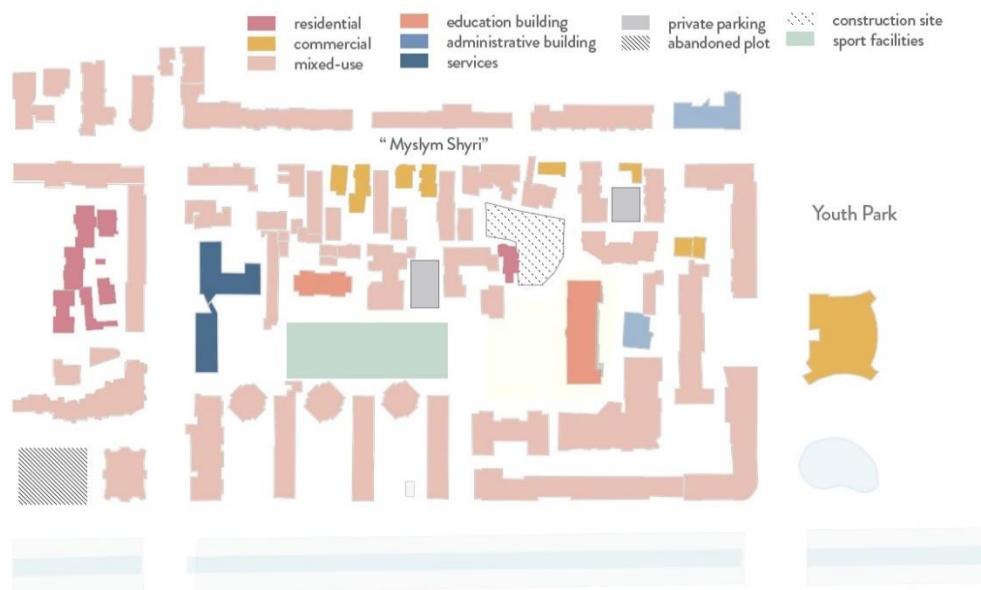 residential
commercial
mixed-use
education building
administrative building
services
private parking
abandoned plot
construction site
sport facilities
“ Myslym Shyri”
Youth Park